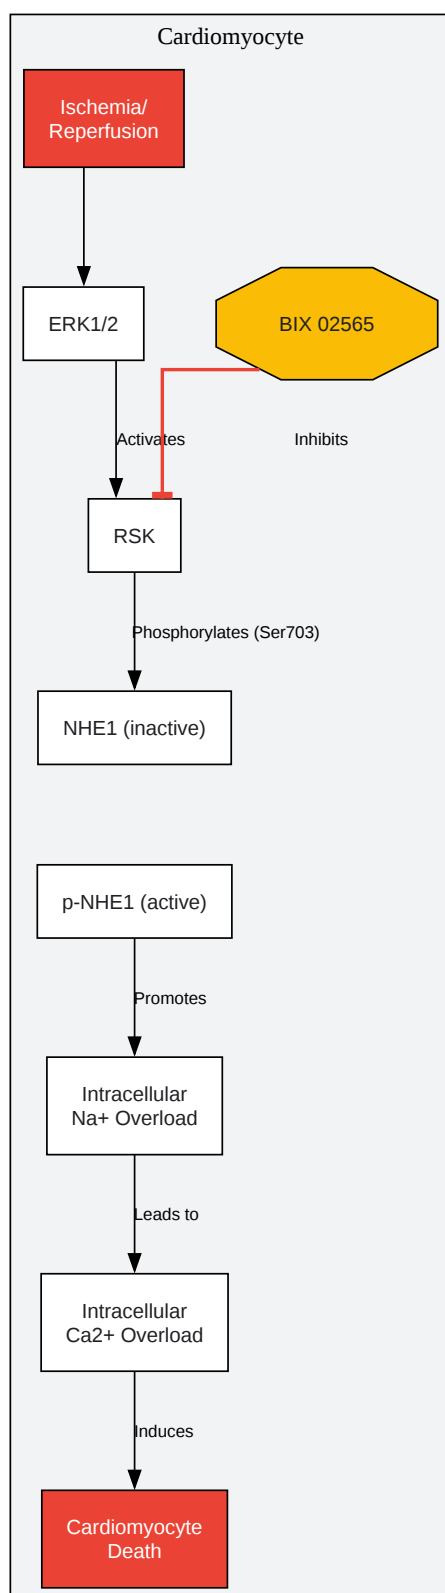 Cardiomyocyte
Ischemia/
Reperfusion
ERK1/2
BIX 02565
Activates
Inhibits
RSK
Phosphorylates (Ser703)
NHE1 (inactive)
p-NHE1 (active)
Promotes
Intracellular
Na+ Overload
Leads to
Intracellular
Ca2+ Overload
Induces
Cardiomyocyte
Death